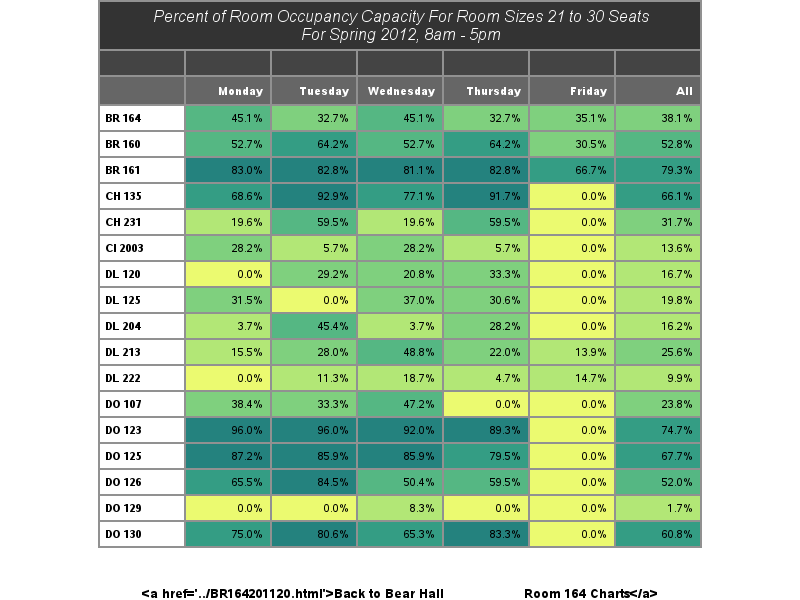 Percent of Room Occupancy Capacity For Room Sizes 21 to 30 Seats
For Spring 2012, 8am - 5pm
Monday Tuesday Wednesday Thursday Friday All
BR 164 45.1% 32.7% 45.1% 32.7% 35.1% 38.1%
BR 160 52.7% 64.2% 52.7% 64.2% 30.5% 52.8%
BR 161 83.0% 82.8% 81.1% 82.8% 66.7% 79.3%
CH 135 68.6% 92.9% 77.1% 91.7% 0.0% 66.1%
CH 231 19.6% 59.5% 19.6% 59.5% 0.0% 31.7%
CI 2003 28.2% 5.7% 28.2% 5.7% 0.0% 13.6%
DL 120 0.0% 29.2% 20.8% 33.3% 0.0% 16.7%
DL 125 31.5% 0.0% 37.0% 30.6% 0.0% 19.8%
DL 204 3.7% 45.4% 3.7% 28.2% 0.0% 16.2%
DL 213 15.5% 28.0% 48.8% 22.0% 13.9% 25.6%
DL 222 0.0% 11.3% 18.7% 4.7% 14.7% 9.9%
DO 107 38.4% 33.3% 47.2% 0.0% 0.0% 23.8%
DO 123 96.0% 96.0% 92.0% 89.3% 0.0% 74.7%
DO 125 87.2% 85.9% 85.9% 79.5% 0.0% 67.7%
DO 126 65.5% 84.5% 50.4% 59.5% 0.0% 52.0%
DO 129 0.0% 0.0% 8.3% 0.0% 0.0% 1.7%
DO 130 75.0% 80.6% 65.3% 83.3% 0.0% 60.8%
<a href='../BR164201120.html'>Back to Bear Hall Room 164 Charts</a>